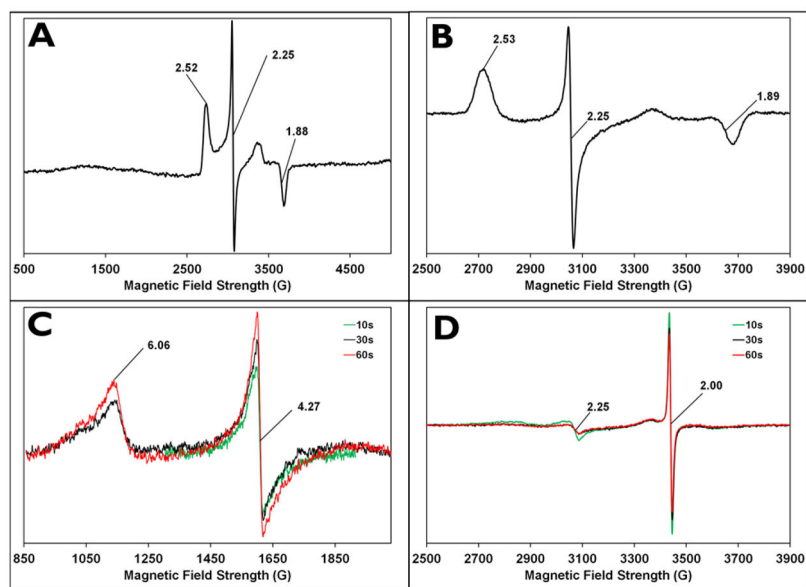 A
2.52
2.25
1.88
500 1500 2500 3500 4500
Magnetic Field Strength (G)
B
2.53
2.25
1.89
2500 2700 2900 3100 3300 3500 3700 3900
Magnetic Field Strength (G)
C
10s
30s
60s
6.06
4.27
850 1050 1250 1450 1650 1850
Magnetic Field Strength (G)
D
10s
30s
60s
2.25
2.00
2500 2700 2900 3100 3300 3500 3700 3900
Magnetic Field Strength (G)